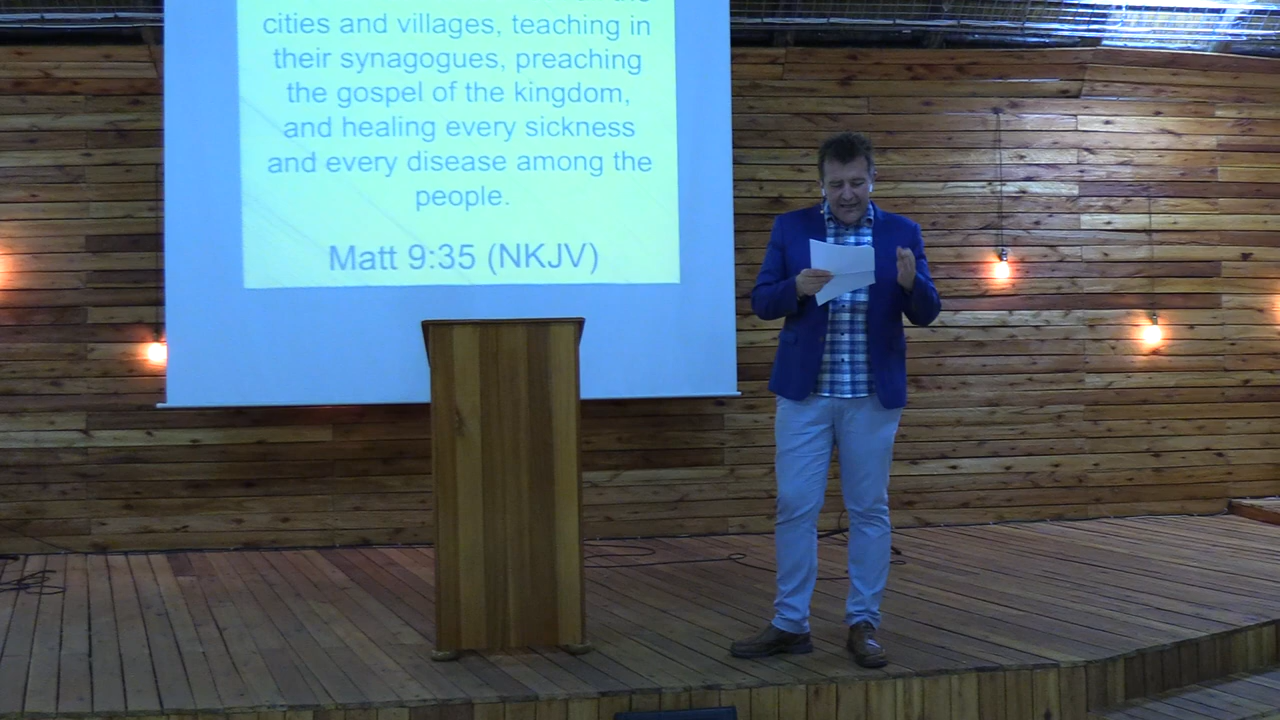 cities and villages, teaching in
their synagogues, preaching
the gospel of the kingdom,
and healing every sickness
and every disease among the
people.
Matt 9:35 (NKJV)